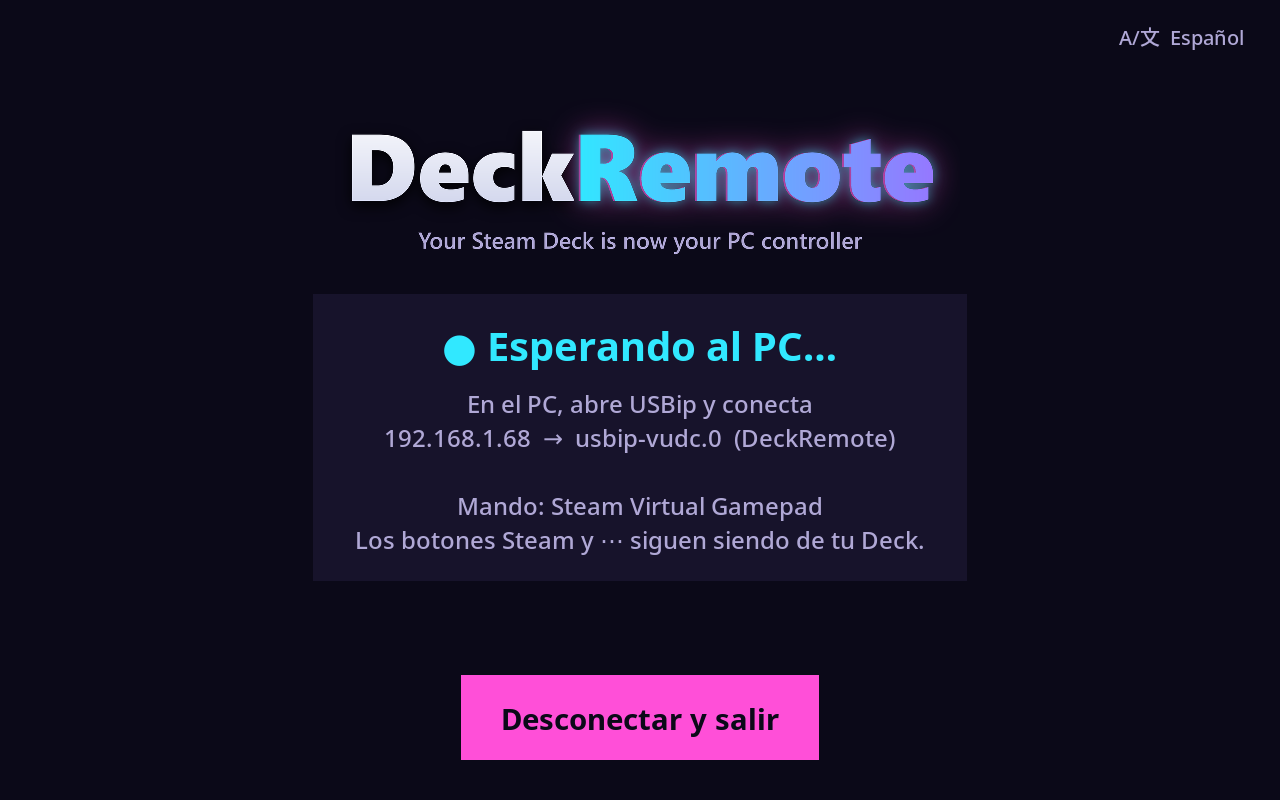 A/文 Español
DeckRemote
Your Steam Deck is now your PC controller
● Esperando al PC...
En el PC, abre USBip y conecta
192.168.1.68 → usbip-vudc.0 (DeckRemote)
Mando: Steam Virtual Gamepad
Los botones Steam y ⋯ siguen siendo de tu Deck.
Desconectar y salir